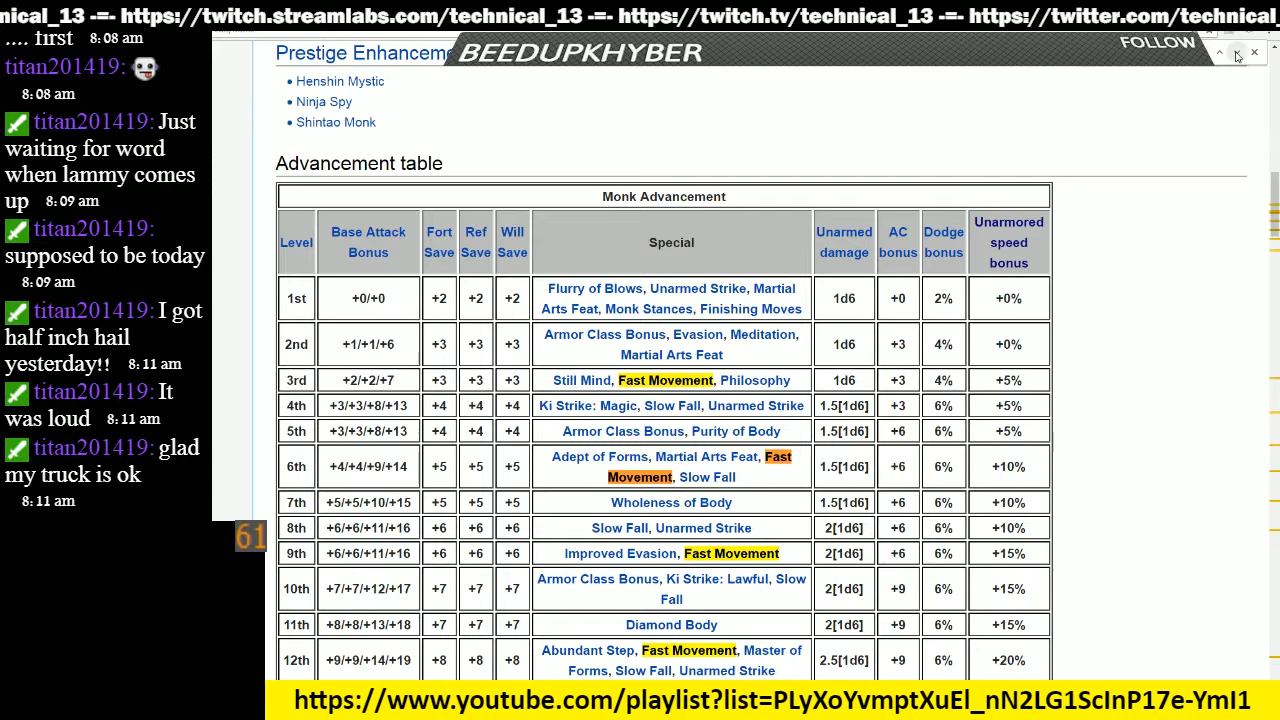 nical_13 -=- https://twitch.streamlabs.com/technical_13 -=- https://twitch.tv/technical_13 -=- https://twitter.com/technical_
.... first 8:08 am
titan201419:
8:08 am
titan201419: Just
waiting for word
when lammy comes
up 8:09 am
titan201419:
supposed to be today
8:09 am
titan201419: I got
half inch hail
yesterday!! 8:11 am
titan201419: It
was loud 8:11 am
titan201419: glad
my truck is ok
8:11 am
61
FOLLOW
Prestige Enhanceme BEEDUPKHYBER
Henshin Mystic
Ninja Spy
Shintao Monk
Advancement table
Monk Advancement
Level Base Attack Bonus Fort Save Ref Save Will Save Special Unarmed damage AC bonus Dodge bonus Unarmored speed bonus
1st +0/+0 +2 +2 +2 Flurry of Blows, Unarmed Strike, Martial Arts Feat, Monk Stances, Finishing Moves 1d6 +0 2% +0%
2nd +1/+1/+6 +3 +3 +3 Armor Class Bonus, Evasion, Meditation, Martial Arts Feat 1d6 +3 4% +0%
3rd +2/+2/+7 +3 +3 +3 Still Mind, Fast Movement, Philosophy 1d6 +3 4% +5%
4th +3/+3/+8/+13 +4 +4 +4 Ki Strike: Magic, Slow Fall, Unarmed Strike 1.5[1d6] +3 6% +5%
5th +3/+3/+8/+13 +4 +4 +4 Armor Class Bonus, Purity of Body 1.5[1d6] +6 6% +5%
6th +4/+4/+9/+14 +5 +5 +5 Adept of Forms, Martial Arts Feat, Fast Movement, Slow Fall 1.5[1d6] +6 6% +10%
7th +5/+5/+10/+15 +5 +5 +5 Wholeness of Body 1.5[1d6] +6 6% +10%
8th +6/+6/+11/+16 +6 +6 +6 Slow Fall, Unarmed Strike 2[1d6] +6 6% +10%
9th +6/+6/+11/+16 +6 +6 +6 Improved Evasion, Fast Movement 2[1d6] +6 6% +15%
10th +7/+7/+12/+17 +7 +7 +7 Armor Class Bonus, Ki Strike: Lawful, Slow Fall 2[1d6] +9 6% +15%
11th +8/+8/+13/+18 +7 +7 +7 Diamond Body 2[1d6] +9 6% +15%
12th +9/+9/+14/+19 +8 +8 +8 Abundant Step, Fast Movement, Master of Forms, Slow Fall, Unarmed Strike 2.5[1d6] +9 6% +20%
https://www.youtube.com/playlist?list=PLyXoYvmptXuEl_nN2LG1ScInP17e-YmI1